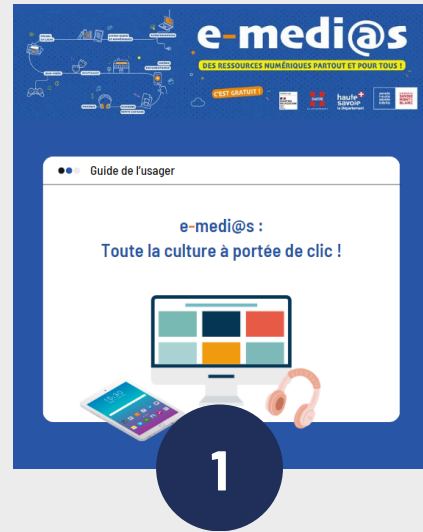 e-medi@s
DES RESSOURCES NUMÉRIQUES PARTOUT ET POUR TOUS !
C'EST GRATUIT !
haute
savoie
le Département
Guide de l'usager
e-medi@s :
Toute la culture à portée de clic !
1